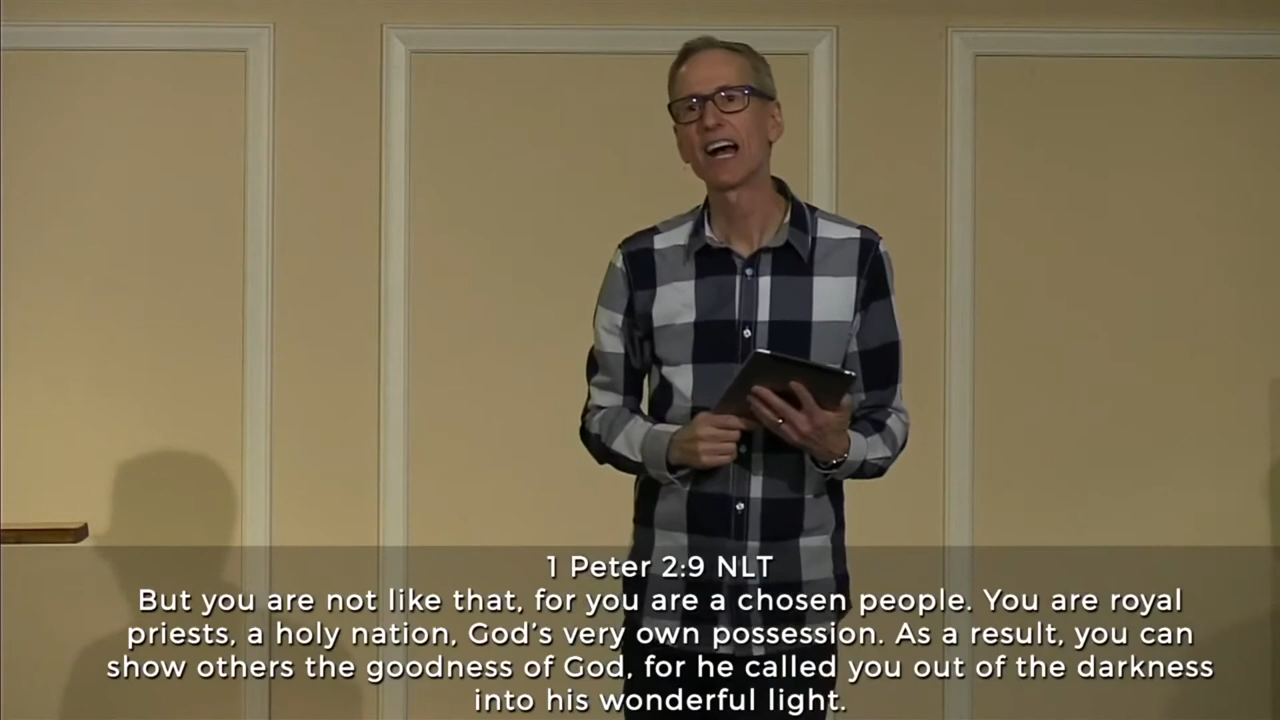 1 Peter 2:9 NLT
But you are not like that, for you are a chosen people. You are royal
priests, a holy nation, God's very own possession. As a result, you can
show others the goodness of God, for he called you out of the darkness
into his wonderful light.